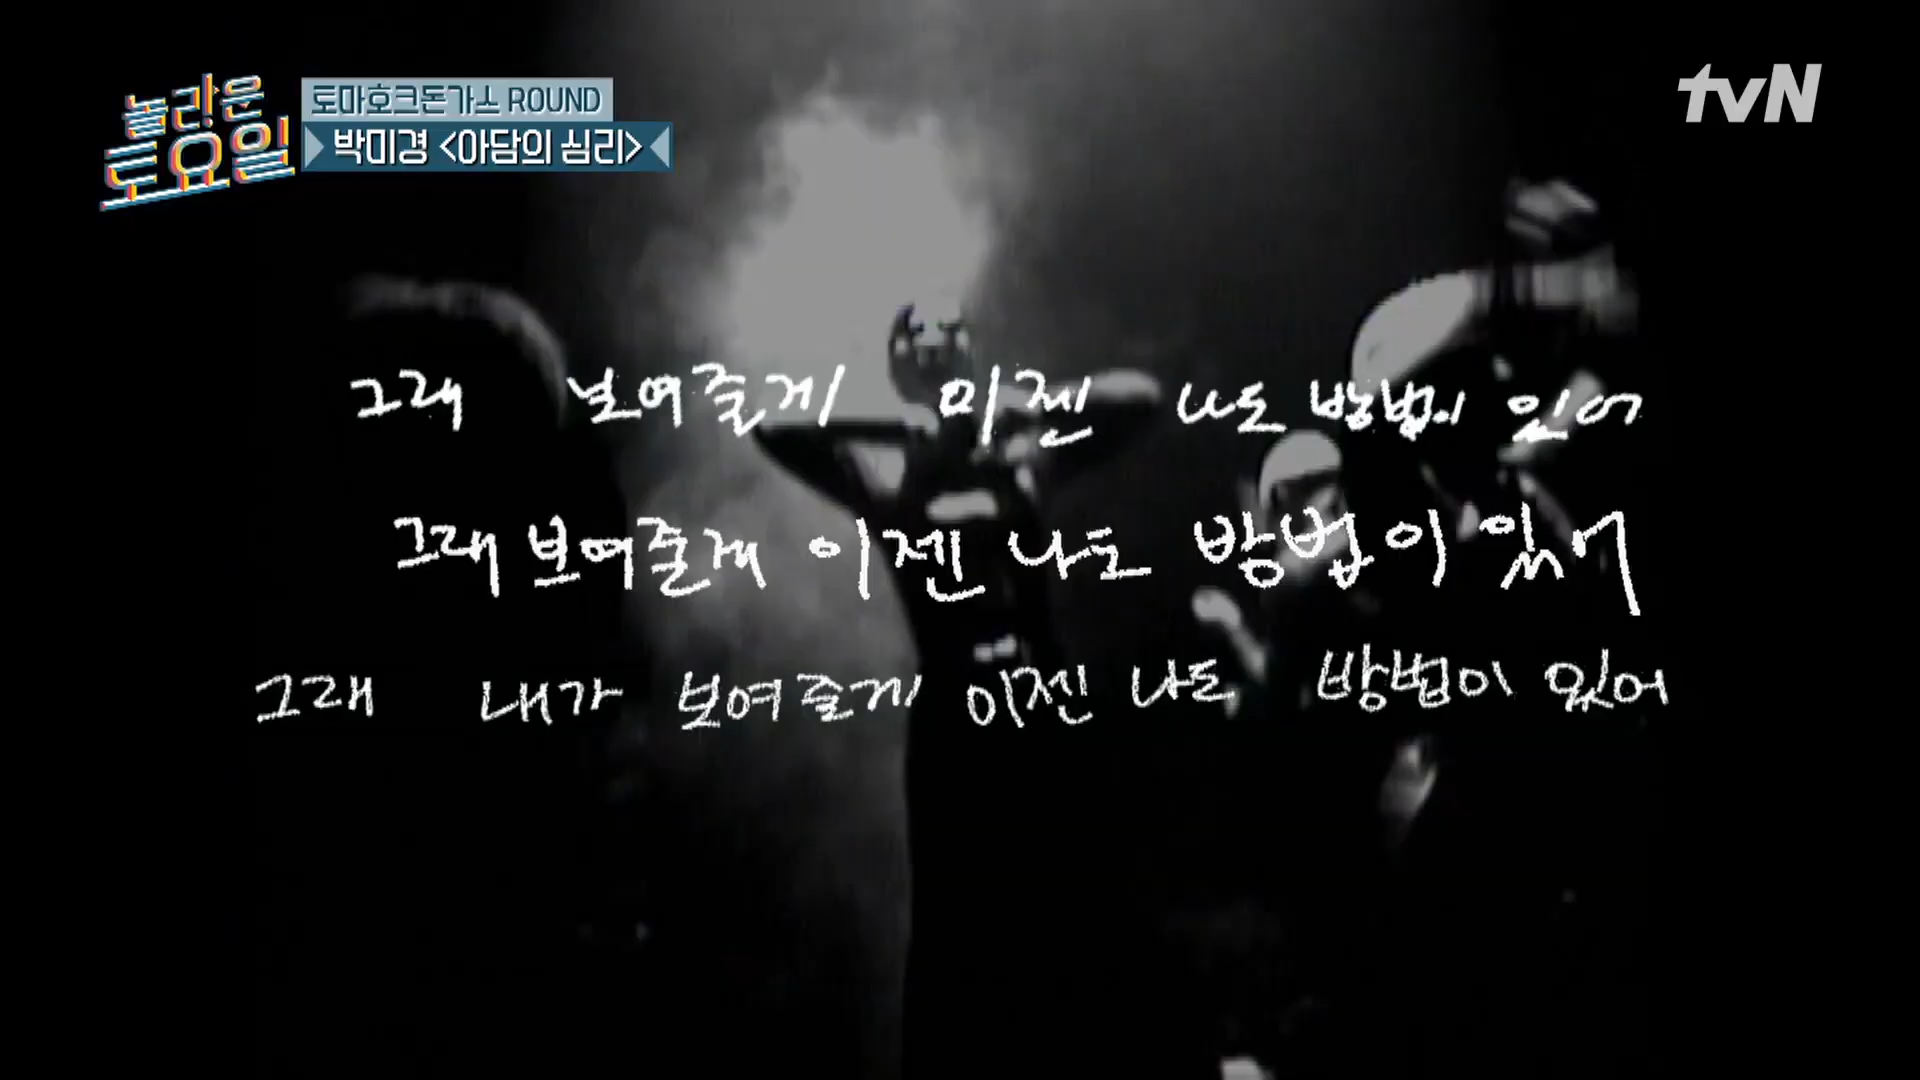 놀라운
토요일
토마호크돈가스 ROUND
박미경 <아담의 심리>
tvN
그래 보여줄게 이젠 나도 방법이 있어
그래 보여줄게 이젠 나도 방법이 있어
그래 내가 보여줄게 이젠 나도 방법이 있어